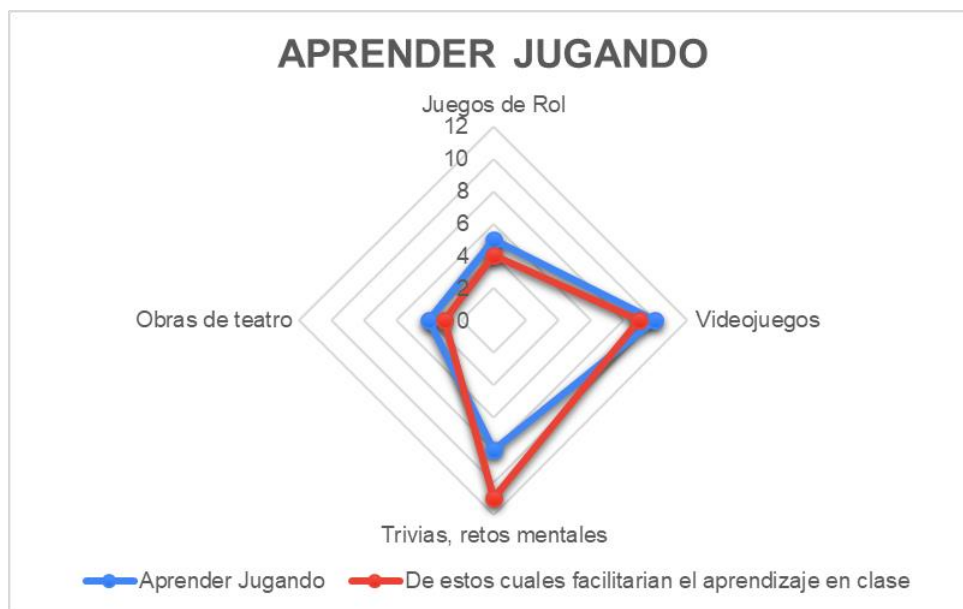 APRENDER JUGANDO
Juegos de Rol
12
10
8
6
4
2
0
Obras de teatro
Videojuegos
Trivias, retos mentales
Aprender Jugando
De estos cuales facilitarian el aprendizaje en clase